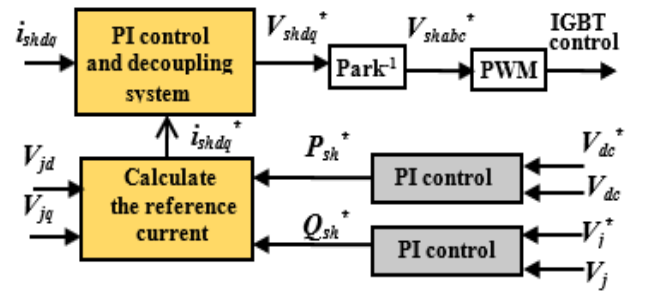 i_shdq
PI control
and decoupling
system
V_shdq*
Park⁻¹
V_shabc*
PWM
IGBT
control
i_shdq*
V_jd
V_jq
Calculate
the reference
current
P_sh*
PI control
V_dc*
V_dc
Q_sh*
PI control
V_j*
V_j